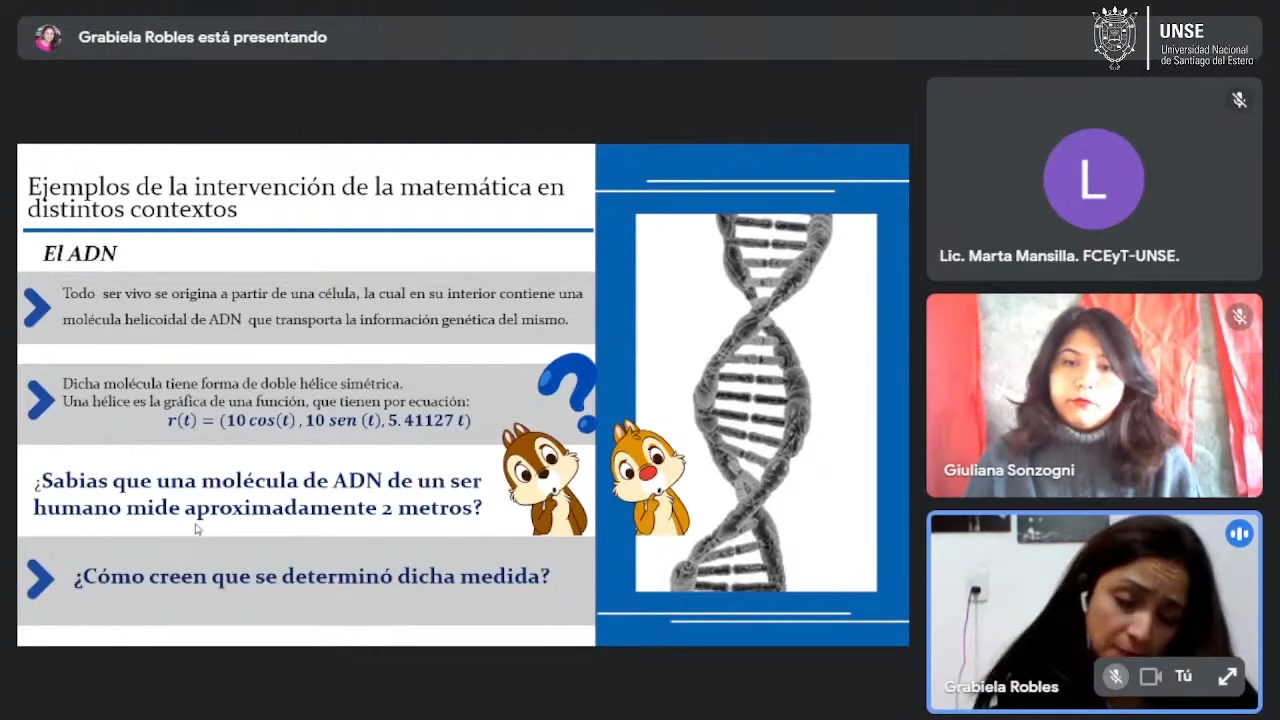 Grabiela Robles está presentando
UNSE
Universidad Nacional
de Santiago del Estero
Ejemplos de la intervención de la matemática en
distintos contextos
El ADN
Todo ser vivo se origina a partir de una célula, la cual en su interior contiene una
molécula helicoidal de ADN que transporta la información genética del mismo.
Dicha molécula tiene forma de doble hélice simétrica.
Una hélice es la gráfica de una función, que tienen por ecuación:
r(t) = (10 cos(t), 10 sen (t), 5.41127 t)
¿Sabias que una molécula de ADN de un ser
humano mide aproximadamente 2 metros?
¿Cómo creen que se determinó dicha medida?
L
Lic. Marta Mansilla. FCEyT-UNSE.
Giuliana Sonzogni
Grabiela Robles
Tú